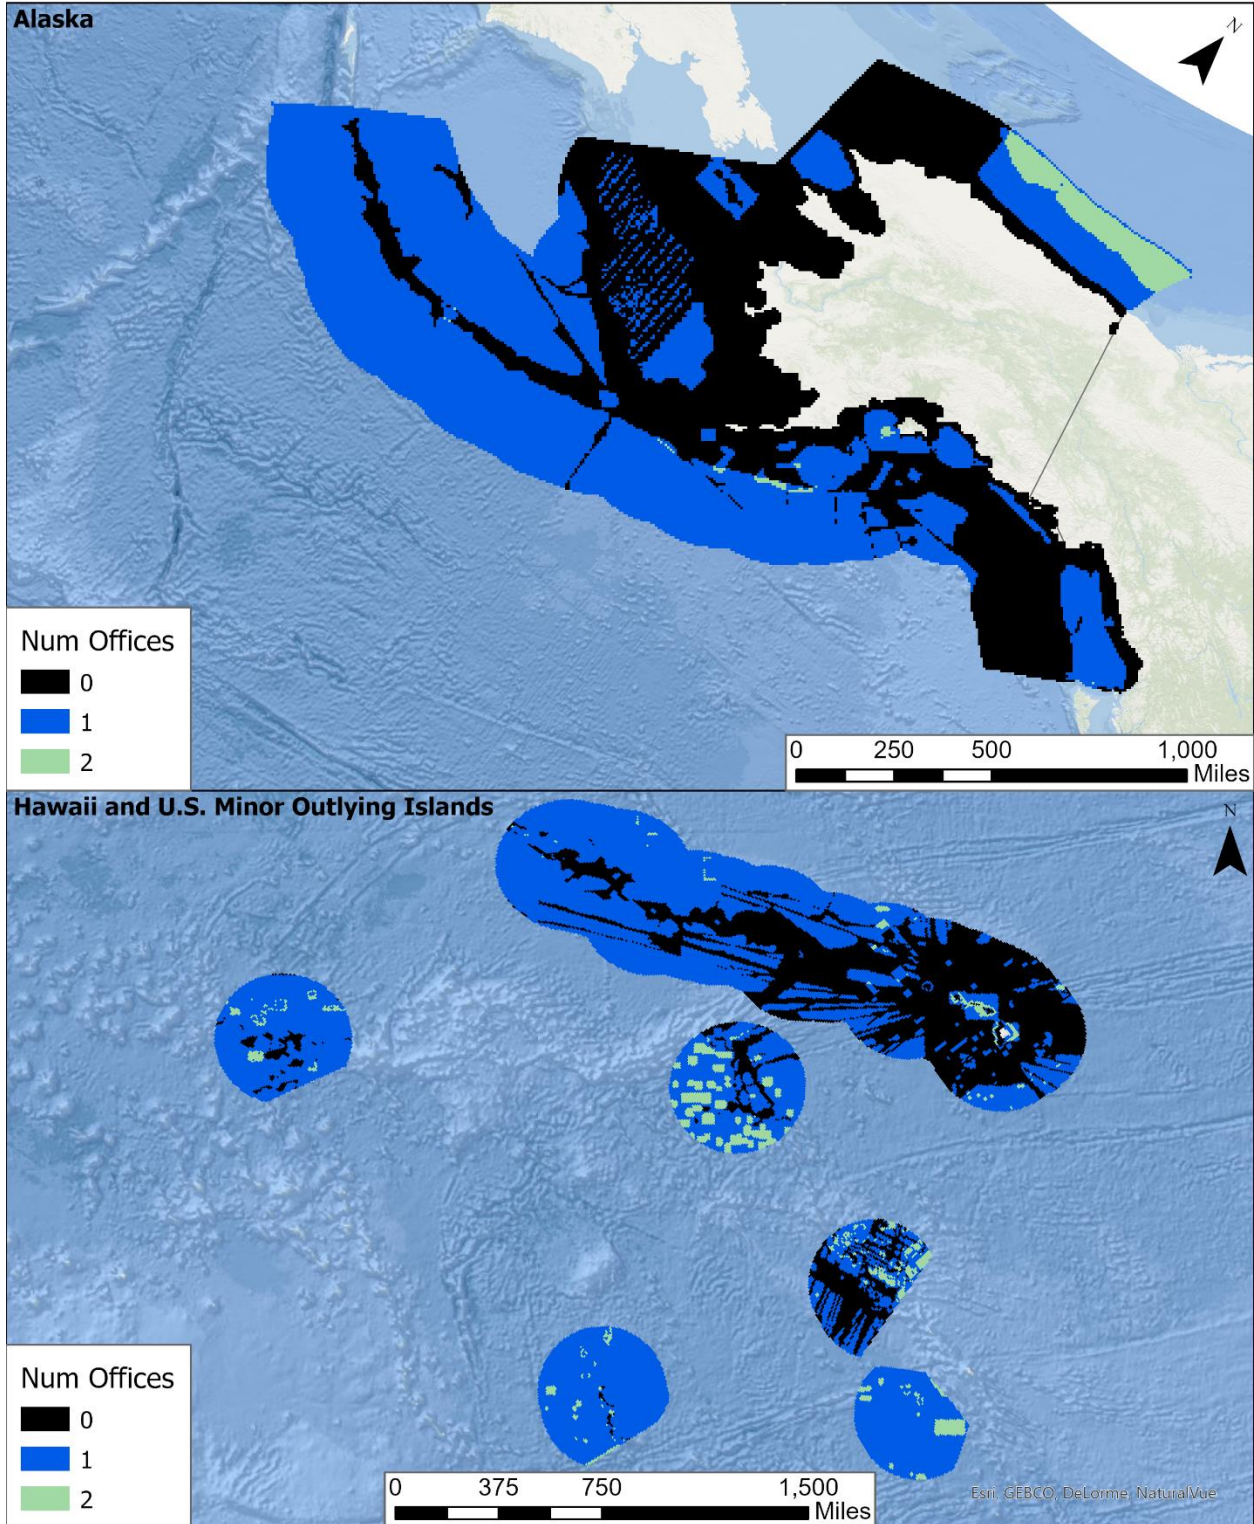 Alaska
N
Num Offices
0
1
2
0 250 500 1,000
Miles
Hawaii and U.S. Minor Outlying Islands
N
Num Offices
0
1
2
0 375 750 1,500
Miles
Esri, GEBCO, DeLorme, NaturalVue